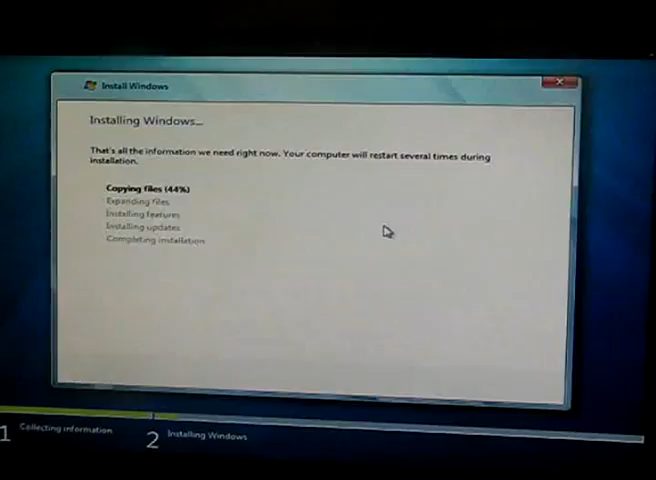 Install Windows
Installing Windows...
That's all the information we need right now. Your computer will restart several times during
installation.
Copying files (44%)
Expanding files
Installing features
Installing updates
Completing installation
1 Collecting information
2 Installing Windows